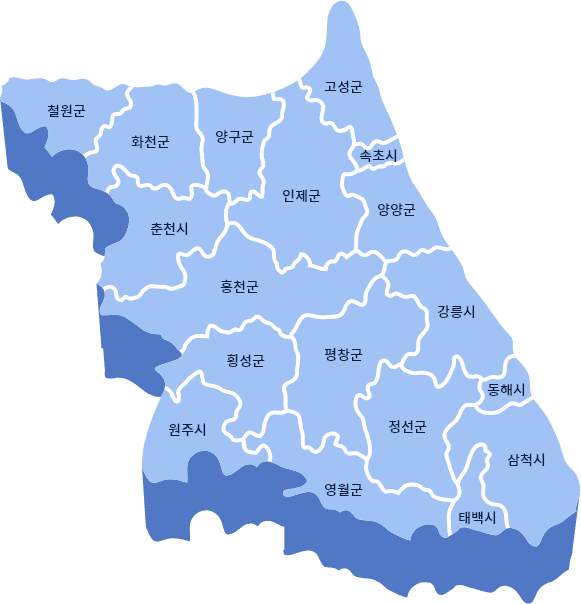 고성군
철원군
화천군
양구군
속초시
인제군
양양군
춘천시
홍천군
강릉시
평창군
횡성군
동해시
정선군
원주시
삼척시
영월군
태백시